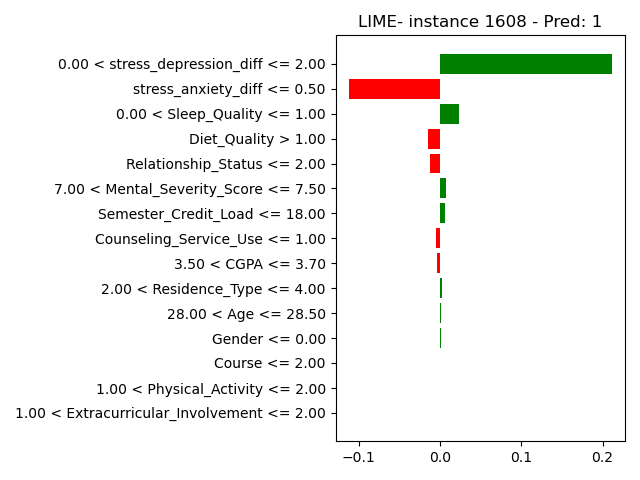 LIME- instance 1608 - Pred: 1
0.00 < stress_depression_diff <= 2.00
stress_anxiety_diff <= 0.50
0.00 < Sleep_Quality <= 1.00
Diet_Quality > 1.00
Relationship_Status <= 2.00
7.00 < Mental_Severity_Score <= 7.50
Semester_Credit_Load <= 18.00
Counseling_Service_Use <= 1.00
3.50 < CGPA <= 3.70
2.00 < Residence_Type <= 4.00
28.00 < Age <= 28.50
Gender <= 0.00
Course <= 2.00
1.00 < Physical_Activity <= 2.00
1.00 < Extracurricular_Involvement <= 2.00
−0.1 0.0 0.1 0.2